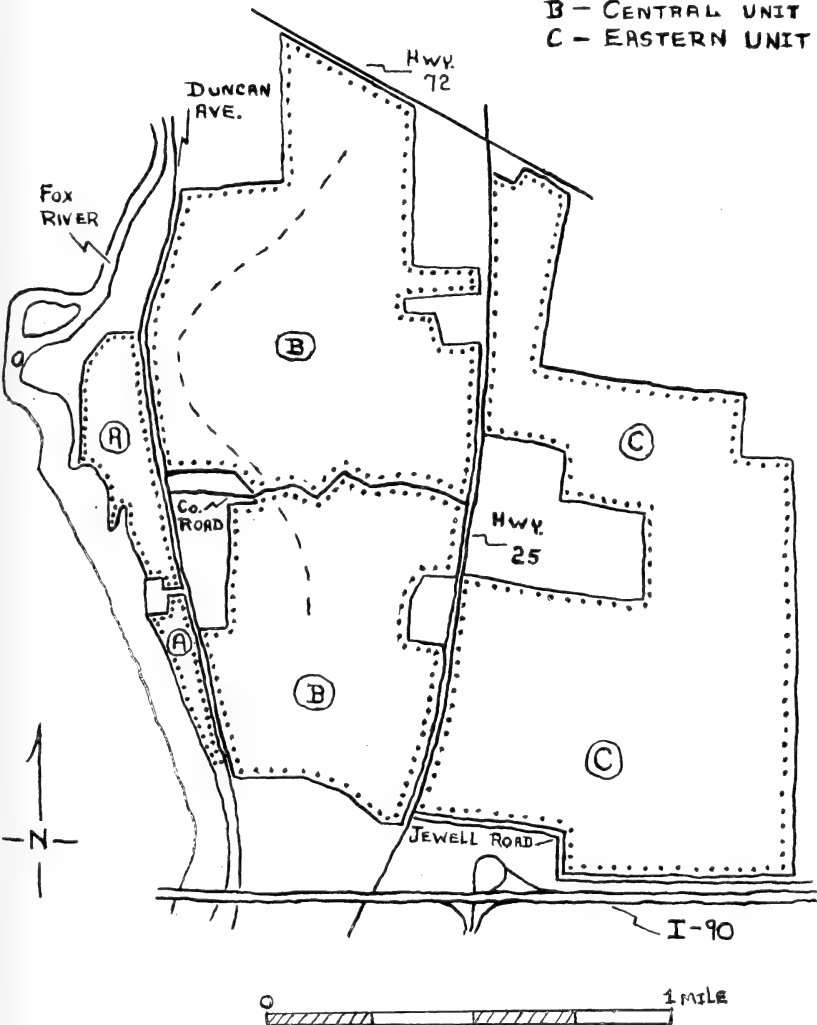 B - CENTRAL UNIT
C - EASTERN UNIT
HWY.
72
DUNCAN
AVE.
FOX
RIVER
B
A
C
CO.
ROAD
HWY.
25
A
B
C
-N-
JEWELL ROAD
I-90
0
1 MILE